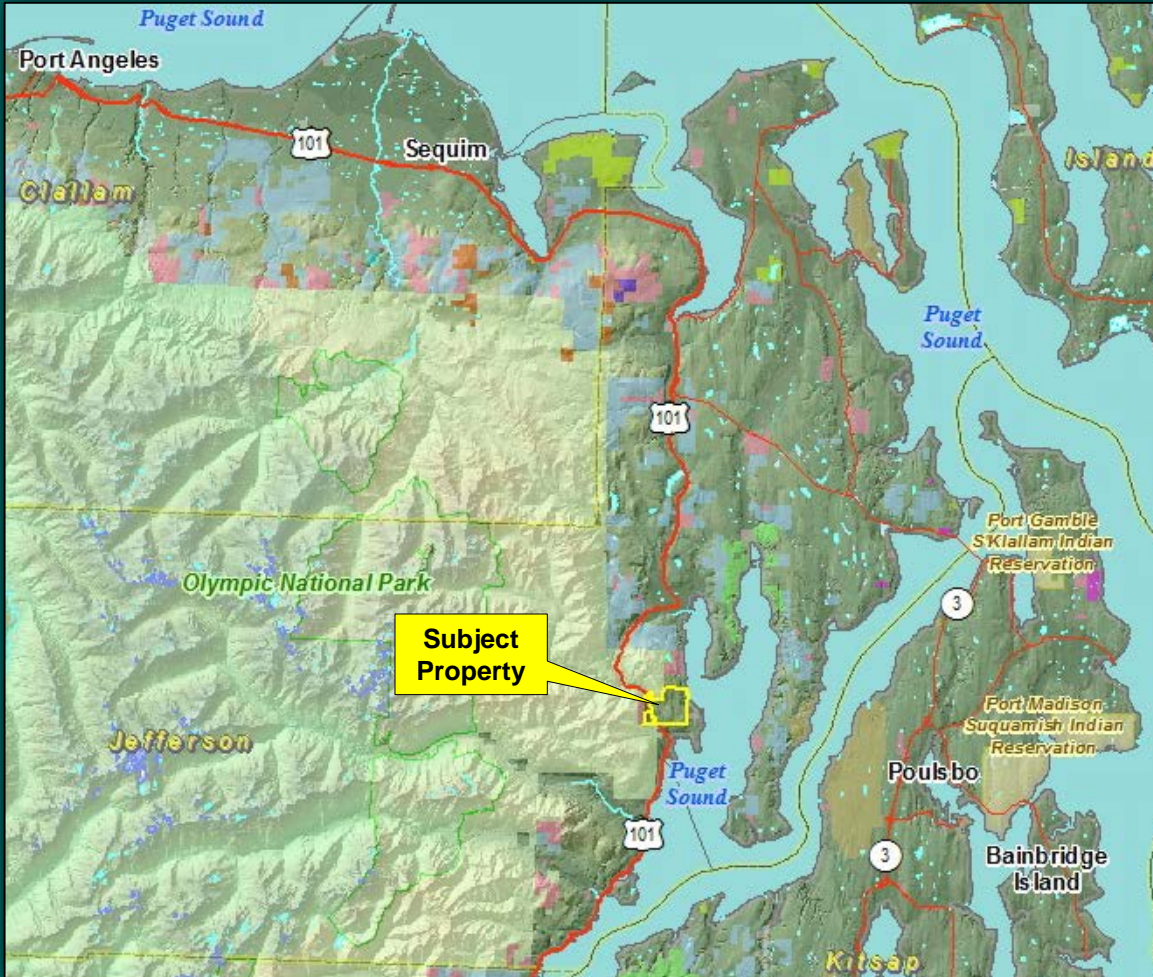 Puget Sound
Port Angeles
101
Sequim
Clallam
Island
Puget
Sound
101
Port Gamble
S'Klallam Indian
Reservation
Olympic National Park
3
Subject
Property
Port Madison
Suquamish Indian
Reservation
Jefferson
Puget
Sound
Poulsbo
101
3
Bainbridge
Island
Kitsap